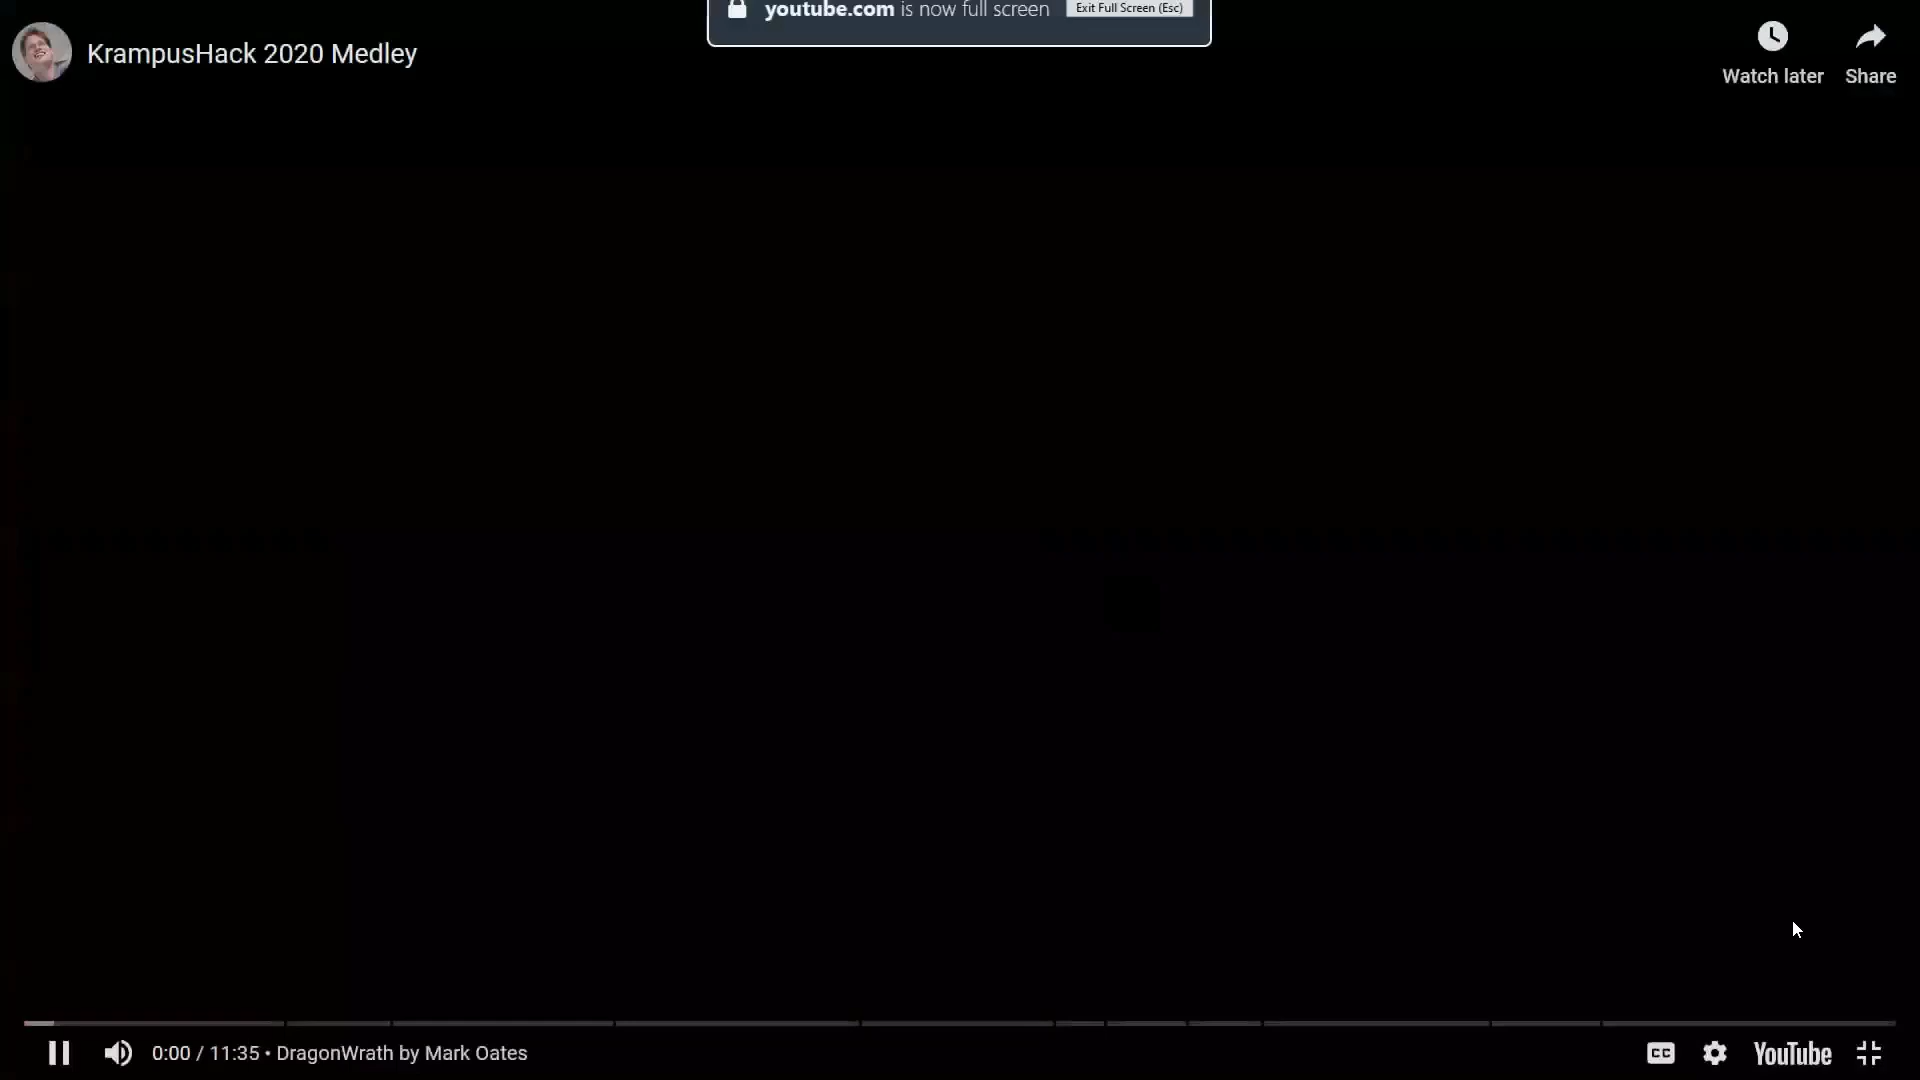 youtube.com is now full screen Exit Full Screen (Esc)
KrampusHack 2020 Medley
Watch later Share
0:00 / 11:35 • DragonWrath by Mark Oates
CC YouTube